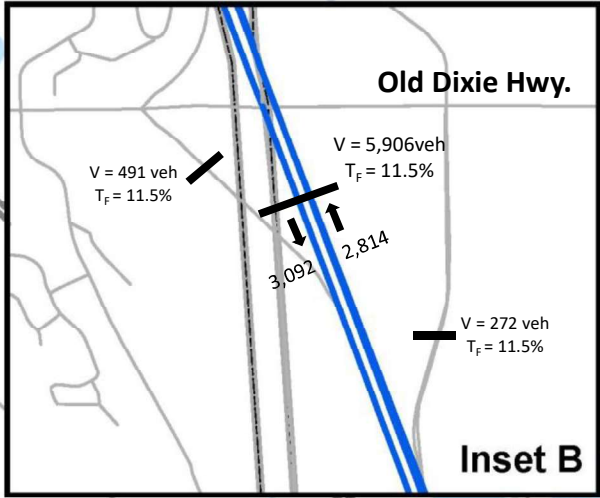 Old Dixie Hwy.
V = 5,906veh
T_F = 11.5%
V = 491 veh
T_F = 11.5%
3,092
2,814
V = 272 veh
T_F = 11.5%
Inset B